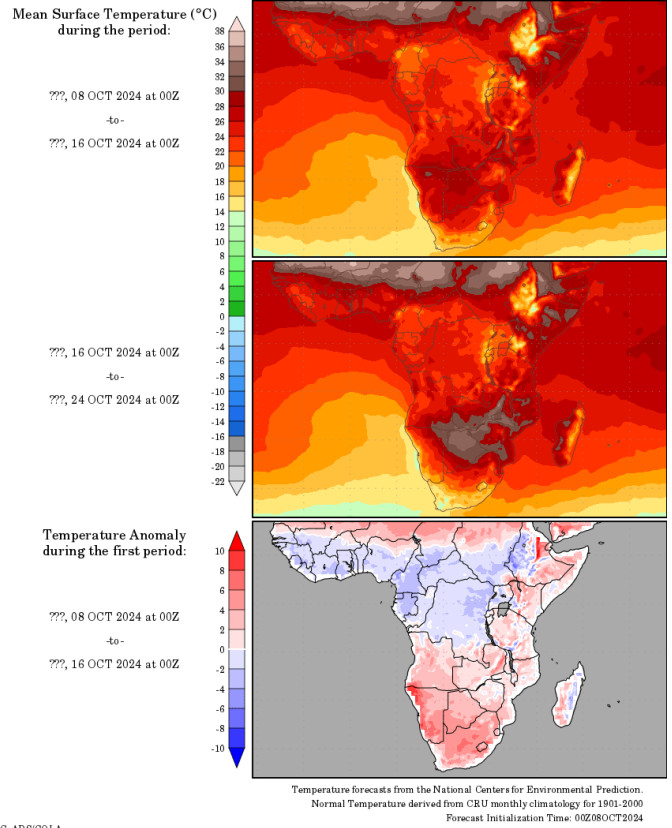 Mean Surface Temperature (°C)
during the period:
38
36
34
32
30
28
26
24
22
20
18
16
14
12
10
8
6
4
2
0
-2
-4
-6
-8
-10
-12
-14
-16
-18
-20
-22
???, 08 OCT 2024 at 00Z
-to-
???, 16 OCT 2024 at 00Z
???, 16 OCT 2024 at 00Z
-to-
???, 24 OCT 2024 at 00Z
Temperature Anomaly
during the first period:
10
8
6
4
2
0
-2
-4
-6
-8
-10
???, 08 OCT 2024 at 00Z
-to-
???, 16 OCT 2024 at 00Z
Temperature forecasts from the National Centers for Environmental Prediction.
Normal Temperature derived from CRU monthly climatology for 1901-2000
Forecast Initialization Time: 00Z08OCT2024